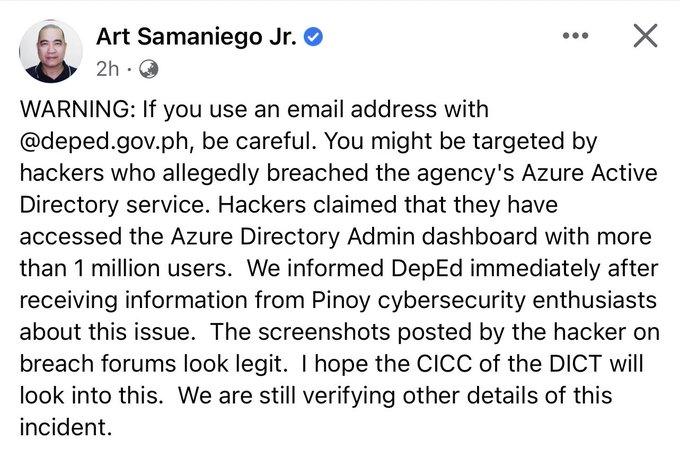 Art Samaniego Jr.
2h ·
WARNING: If you use an email address with
@deped.gov.ph, be careful. You might be targeted by
hackers who allegedly breached the agency's Azure Active
Directory service. Hackers claimed that they have
accessed the Azure Directory Admin dashboard with more
than 1 million users.  We informed DepEd immediately after
receiving information from Pinoy cybersecurity enthusiasts
about this issue.  The screenshots posted by the hacker on
breach forums look legit.  I hope the CICC of the DICT will
look into this.  We are still verifying other details of this
incident.